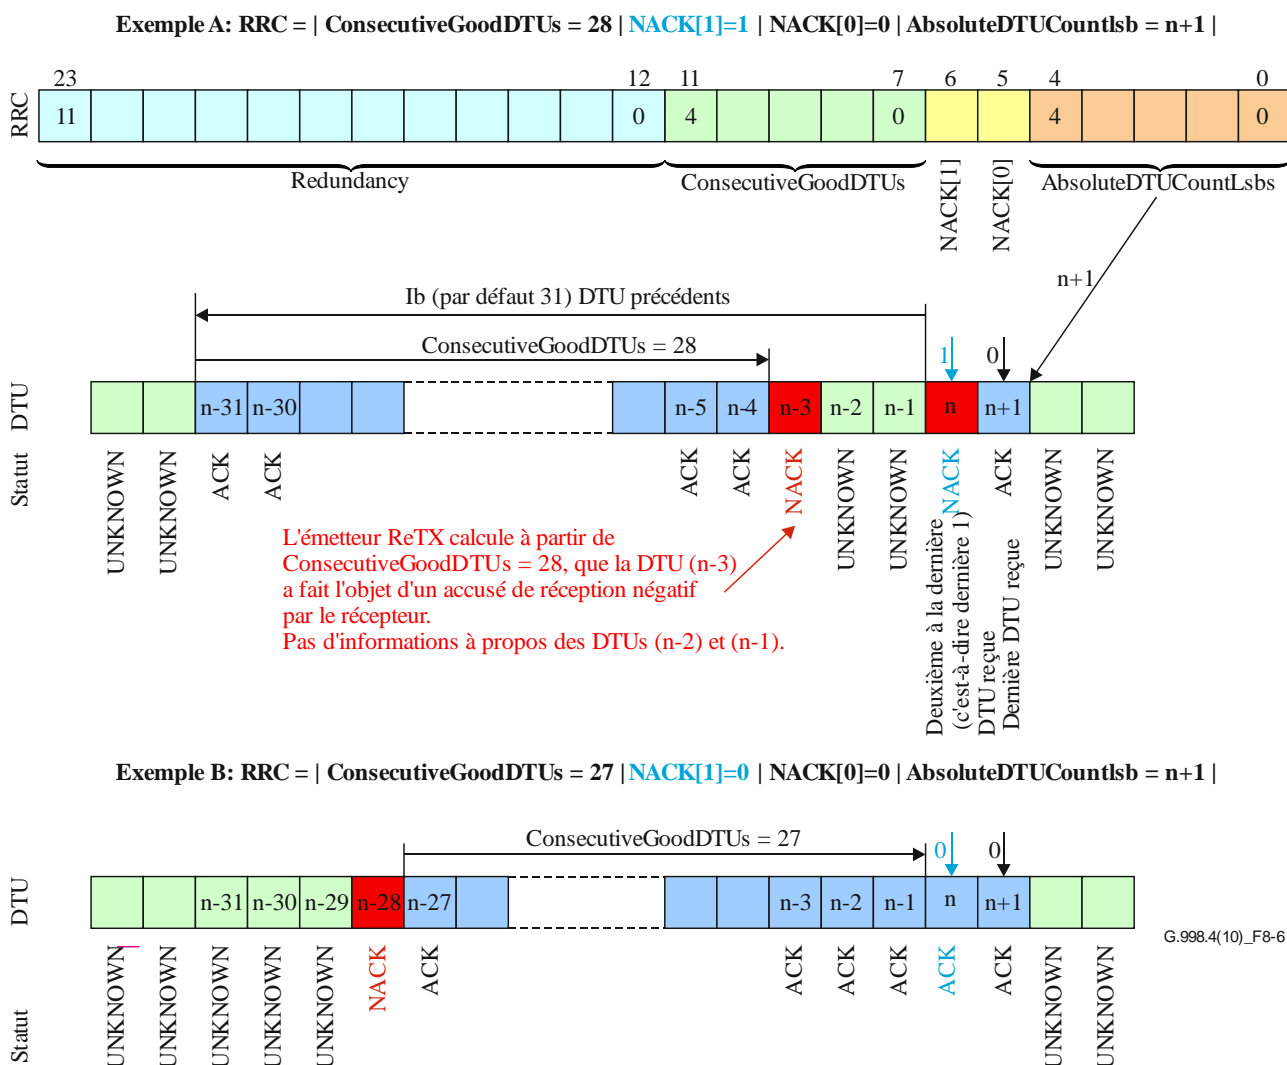 Exemple A: RRC = | ConsecutiveGoodDTUs = 28 | NACK[1]=1 | NACK[0]=0 | AbsoluteDTUCountlsb = n+1 |
23 12 11 7 6 5 4 0
RRC 11 0 4 0 4 0
Redundancy ConsecutiveGoodDTUs NACK[1] NACK[0] AbsoluteDTUCountLsbs
n+1
Ib (par défaut 31) DTU précédents
ConsecutiveGoodDTUs = 28 1 0
DTU n-31 n-30 n-5 n-4 n-3 n-2 n-1 n n+1
Statut UNKNOWN UNKNOWN ACK ACK ACK ACK NACK UNKNOWN UNKNOWN NACK ACK UNKNOWN UNKNOWN
L'émetteur ReTX calcule à partir de
ConsecutiveGoodDTUs = 28, que la DTU (n-3)
a fait l'objet d'un accusé de réception négatif
par le récepteur.
Pas d'informations à propos des DTUs (n-2) et (n-1).
Deuxième à la dernière
(c'est-à-dire dernière 1)
DTU reçue
Dernière DTU reçue
Exemple B: RRC = | ConsecutiveGoodDTUs = 27 | NACK[1]=0 | NACK[0]=0 | AbsoluteDTUCountlsb = n+1 |
ConsecutiveGoodDTUs = 27 0 0
DTU n-31 n-30 n-29 n-28 n-27 n-3 n-2 n-1 n n+1
G.998.4(10)_F8-6
Statut UNKNOWN UNKNOWN UNKNOWN UNKNOWN UNKNOWN NACK ACK ACK ACK ACK ACK ACK UNKNOWN UNKNOWN